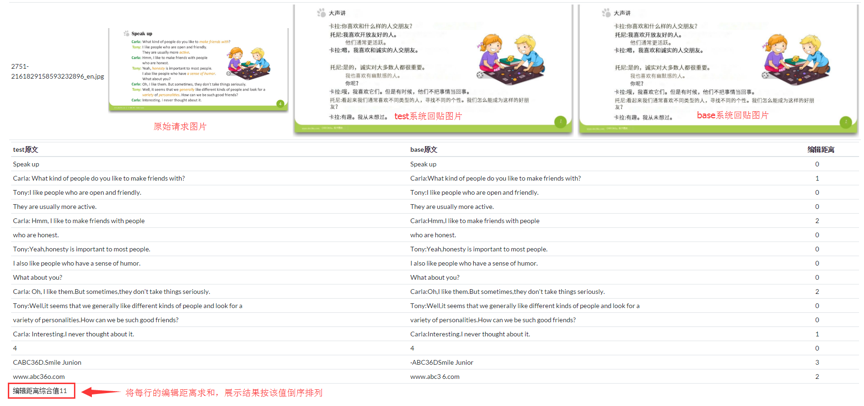 2751-
2161829158593232896_en.jpg
Speak up
Carla: What kind of people do you like to make friends with?
Tony: I like people who are open and friendly.
They are usually more active.
Carla: Hmm, I like to make friends with people
who are honest.
Tony: Yeah, honesty is important to most people.
I also like people who have a sense of humor.
What about you?
Carla: Oh, I like them. But sometimes, they don't take things seriously.
Tony: Well, it seems that we generally like different kinds of people and look for a
variety of personalities. How can we be such good friends?
Carla: Interesting. I never thought about it.
4
原始请求图片
大声讲
卡拉:你喜欢和什么样的人交朋友?
托尼:我喜欢开放友好的人。
他们通常更活跃。
卡拉:嗯, 我喜欢和诚实的人交朋友。
托尼:是的, 诚实对大多数人都很重要。
我也喜欢有幽默感的人。
你呢?
卡拉:哦, 我喜欢它们。但是有时候, 他们不把事情当回事。
托尼:看起来我们通常喜欢不同类型的人, 寻找不同的个性。我们怎么能成为这样好的朋
友?
卡拉:有趣。我从未想过。
test系统回贴图片
大声讲
卡拉:你喜欢和什么样的人交朋友?
托尼:我喜欢开放友好的人。
他们通常更活跃。
卡拉:嗯, 我喜欢和诚实的人交朋友。
托尼:是的, 诚实对大多数人都很重要。
我也喜欢有幽默感的人。
你呢?
卡拉:哦, 我喜欢它们。但是有时候, 他们不把事情当回事。
托尼:看起来我们通常喜欢不同类型的人, 寻找不同的个性。我们怎么能成为这样好的朋
友?
卡拉:有趣。我从未想过。
base系统回贴图片
test原文 base原文 编辑距离
Speak up Speak up 0
Carla: What kind of people do you like to make friends with? Carla:What kind of people do you like to make friends with? 1
Tony:I like people who are open and friendly. Tony:I like people who are open and friendly. 0
They are usually more active. They are usually more active. 0
Carla: Hmm, I like to make friends with people Carla:Hmm,I like to make friends with people 2
who are honest. who are honest. 0
Tony:Yeah,honesty is important to most people. Tony:Yeah,honesty is important to most people. 0
I also like people who have a sense of humor. I also like people who have a sense of humor. 0
What about you? What about you? 0
Carla: Oh, I like them.But sometimes,they don't take things seriously. Carla:Oh,I like them.But sometimes,they don't take things seriously. 2
Tony:Well,it seems that we generally like different kinds of people and look for a Tony:Well,it seems that we generally like different kinds of people and look for a 0
variety of personalities.How can we be such good friends? variety of personalities.How can we be such good friends? 0
Carla: Interesting.I never thought about it. Carla:Interesting.I never thought about it. 1
4 4 0
CABC36D.Smile Junion -ABC36DSmile Junion 3
www.abc36o.com www.abc3 6.com 2
编辑距离综合值11
将每行的编辑距离求和, 展示结果按该值倒序排列